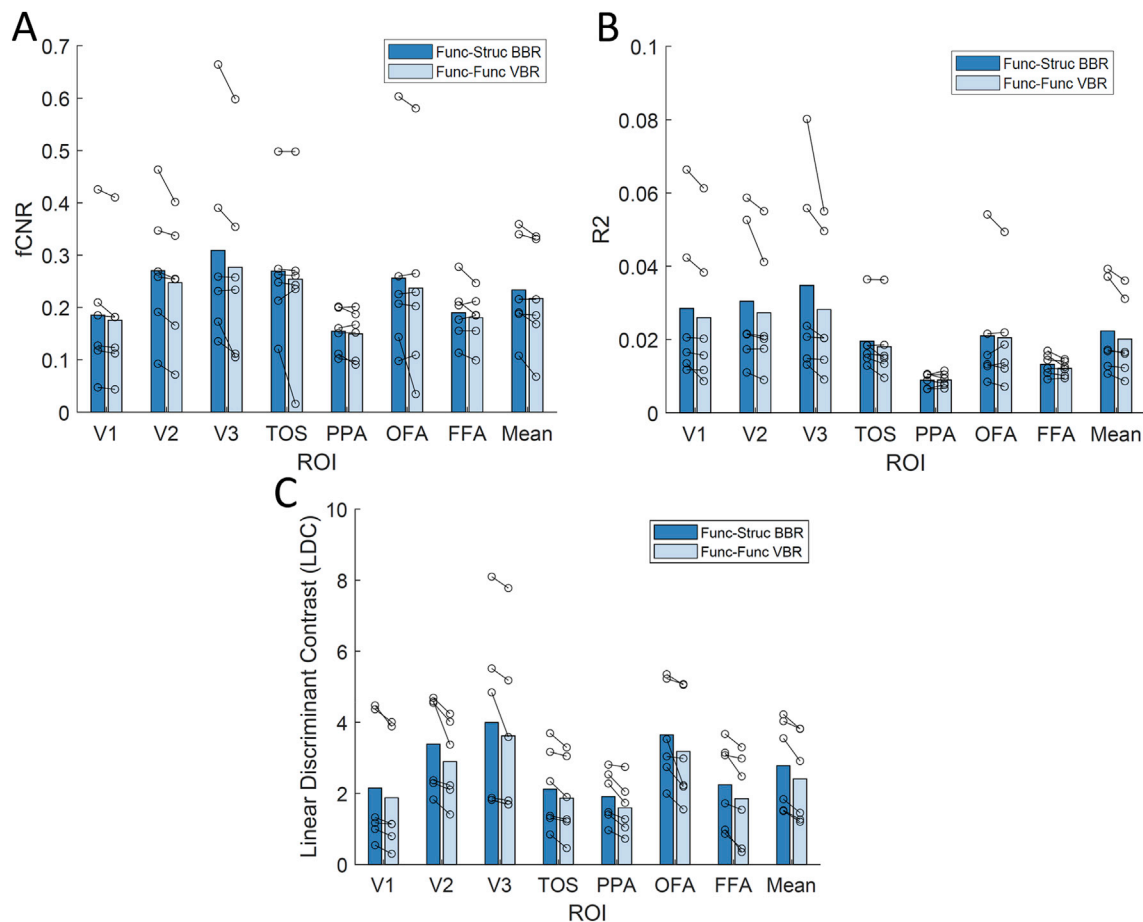 A
fCNR
0.7
0.6
0.5
0.4
0.3
0.2
0.1
0
Func-Struc BBR
Func-Func VBR
V1 V2 V3 TOS PPA OFA FFA Mean
ROI
B
R2
0.1
0.08
0.06
0.04
0.02
0
Func-Struc BBR
Func-Func VBR
V1 V2 V3 TOS PPA OFA FFA Mean
ROI
C
Linear Discriminant Contrast (LDC)
10
8
6
4
2
0
Func-Struc BBR
Func-Func VBR
V1 V2 V3 TOS PPA OFA FFA Mean
ROI